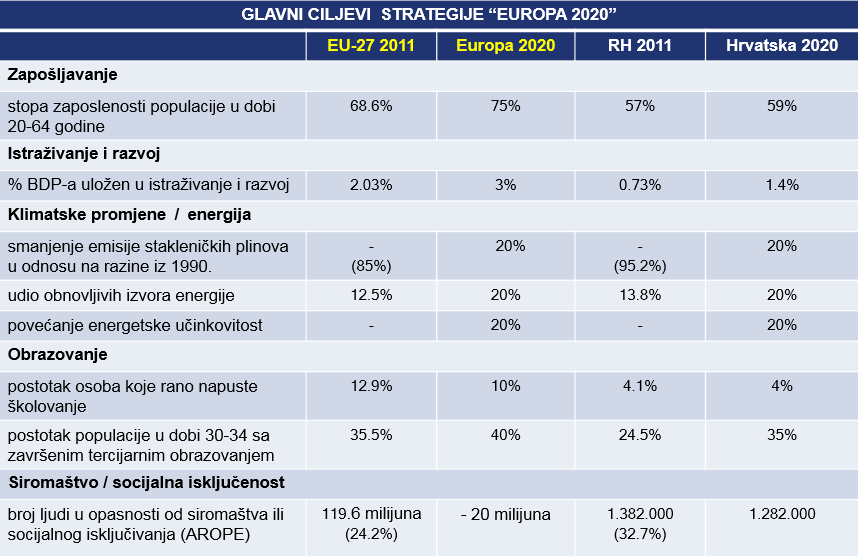 GLAVNI CILJEVI STRATEGIJE “EUROPA 2020”
EU-27 2011 Europa 2020 RH 2011 Hrvatska 2020
Zapošljavanje
stopa zaposlenosti populacije u dobi
20-64 godine
68.6% 75% 57% 59%
Istraživanje i razvoj
% BDP-a uložen u istraživanje i razvoj 2.03% 3% 0.73% 1.4%
Klimatske promjene / energija
smanjenje emisije stakleničkih plinova
u odnosu na razine iz 1990.
- 20% - 20%
(85%) (95.2%)
udio obnovljivih izvora energije 12.5% 20% 13.8% 20%
povećanje energetske učinkovitost - 20% - 20%
Obrazovanje
postotak osoba koje rano napuste
školovanje
12.9% 10% 4.1% 4%
postotak populacije u dobi 30-34 sa
završenim tercijarnim obrazovanjem
35.5% 40% 24.5% 35%
Siromaštvo / socijalna isključenost
broj ljudi u opasnosti od siromaštva ili
socijalnog isključivanja (AROPE)
119.6 milijuna - 20 milijuna 1.382.000 1.282.000
(24.2%) (32.7%)